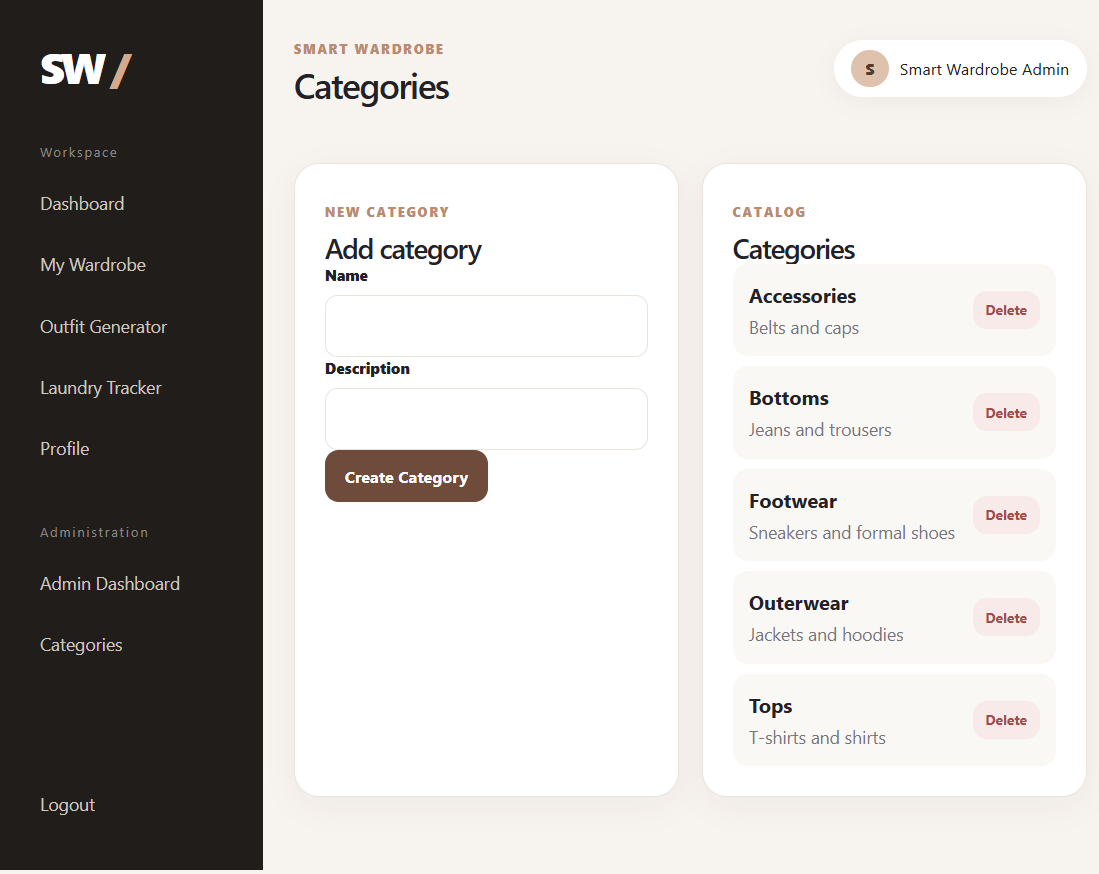 SW/
Workspace
Dashboard
My Wardrobe
Outfit Generator
Laundry Tracker
Profile
Administration
Admin Dashboard
Categories
Logout
SMART WARDROBE
Categories
S Smart Wardrobe Admin
NEW CATEGORY
Add category
Name
Description
Create Category
CATALOG
Categories
Accessories
Belts and caps
Delete
Bottoms
Jeans and trousers
Delete
Footwear
Sneakers and formal shoes
Delete
Outerwear
Jackets and hoodies
Delete
Tops
T-shirts and shirts
Delete